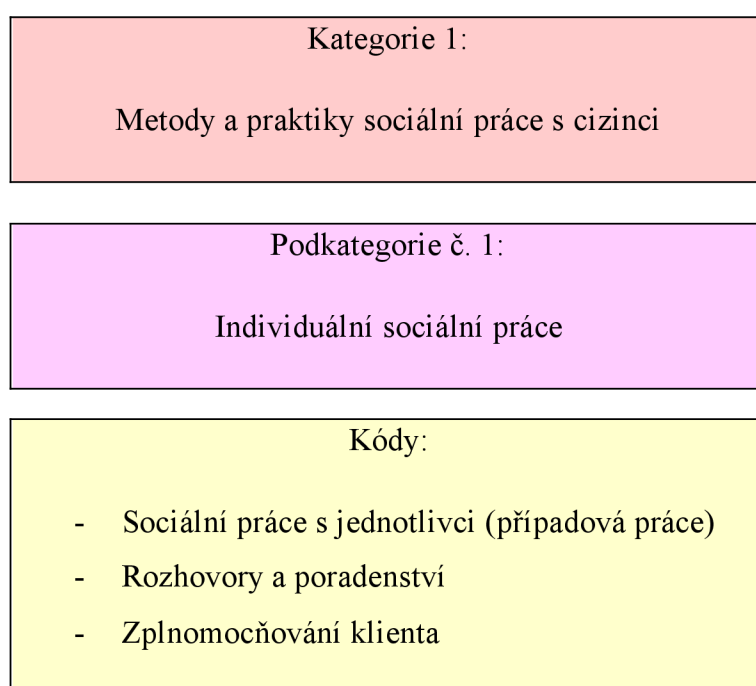 Kategorie 1:
Metody a praktiky sociální práce s cizinci
Podkategorie č. 1:
Individuální sociální práce
Kódy:
- Sociální práce s jednotlivci (případová práce)
- Rozhovory a poradenství
- Zplnomocňování klienta